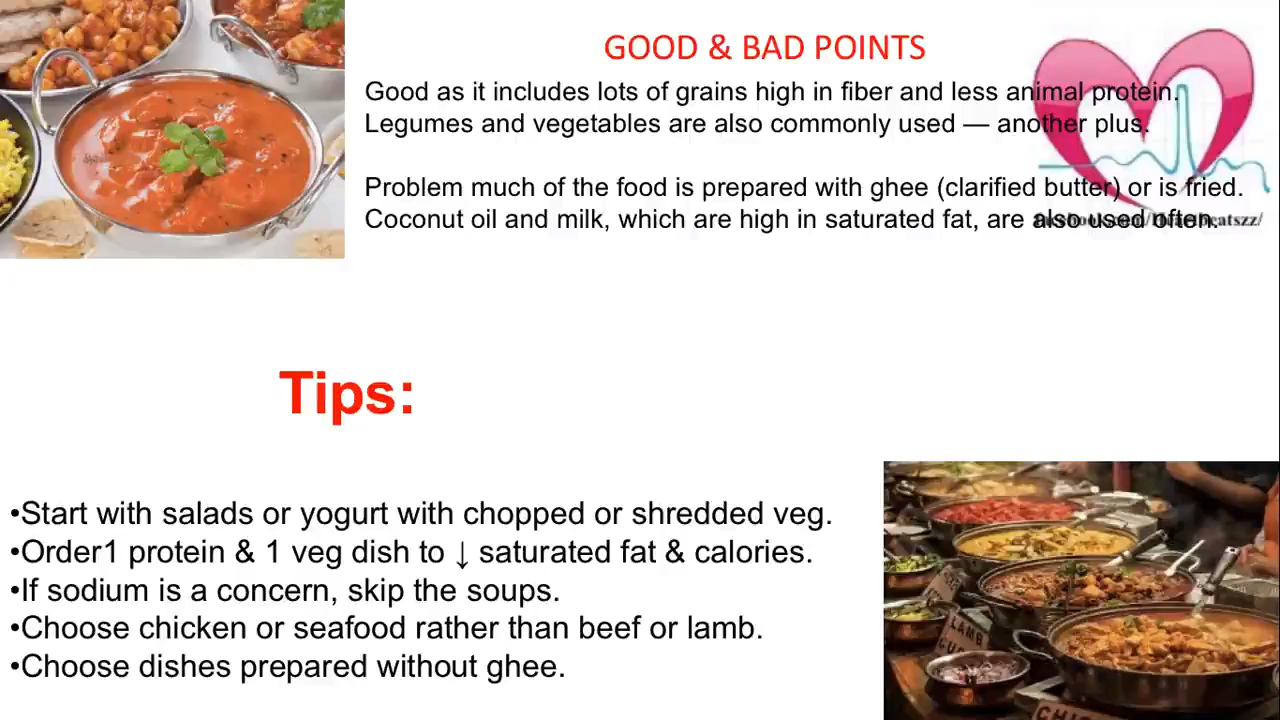 GOOD & BAD POINTS
Good as it includes lots of grains high in fiber and less animal protein.
Legumes and vegetables are also commonly used — another plus.
Problem much of the food is prepared with ghee (clarified butter) or is fried.
Coconut oil and milk, which are high in saturated fat, are also used often.
Tips:
•Start with salads or yogurt with chopped or shredded veg.
•Order1 protein & 1 veg dish to ↓ saturated fat & calories.
•If sodium is a concern, skip the soups.
•Choose chicken or seafood rather than beef or lamb.
•Choose dishes prepared without ghee.
LAMB